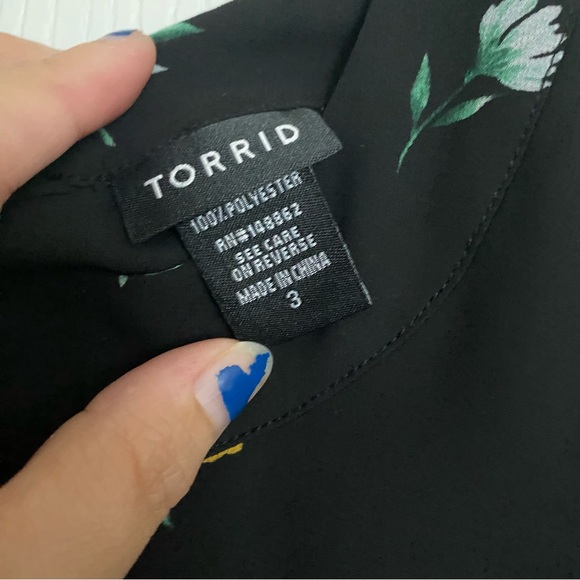 TORRID
100% POLYESTER
RN# 148862
SEE CARE
ON REVERSE
MADE IN CHINA
3